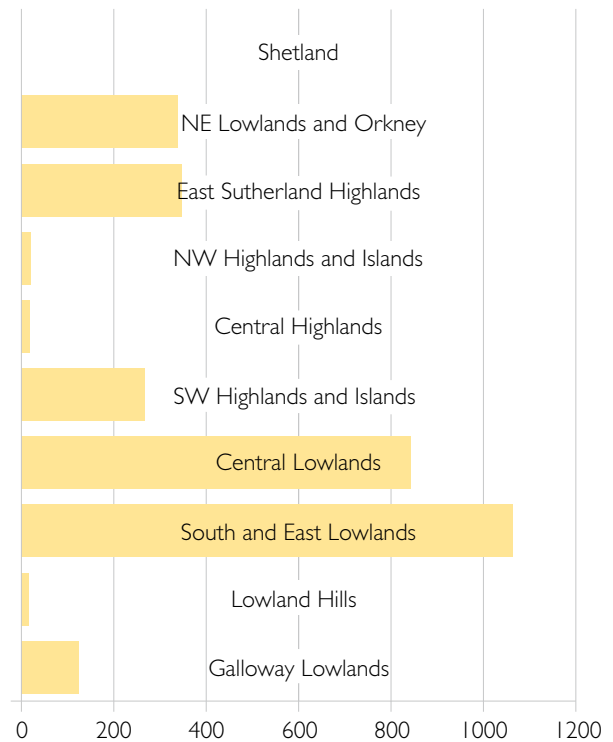 Shetland
NE Lowlands and Orkney
East Sutherland Highlands
NW Highlands and Islands
Central Highlands
SW Highlands and Islands
Central Lowlands
South and East Lowlands
Lowland Hills
Galloway Lowlands
0 200 400 600 800 1000 1200